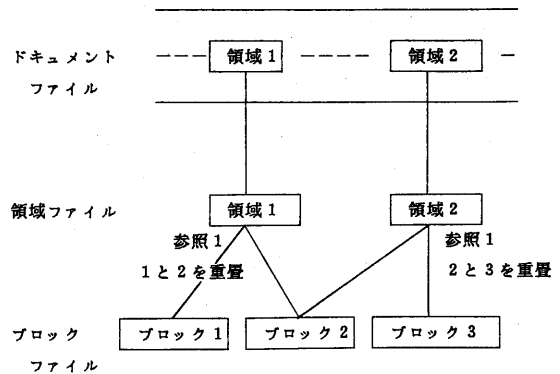 ドキュメント
ファイル
領域1
領域2
領域ファイル
領域1
領域2
参照1
1と2を重畳
参照1
2と3を重畳
ブロック
ファイル
ブロック1
ブロック2
ブロック3